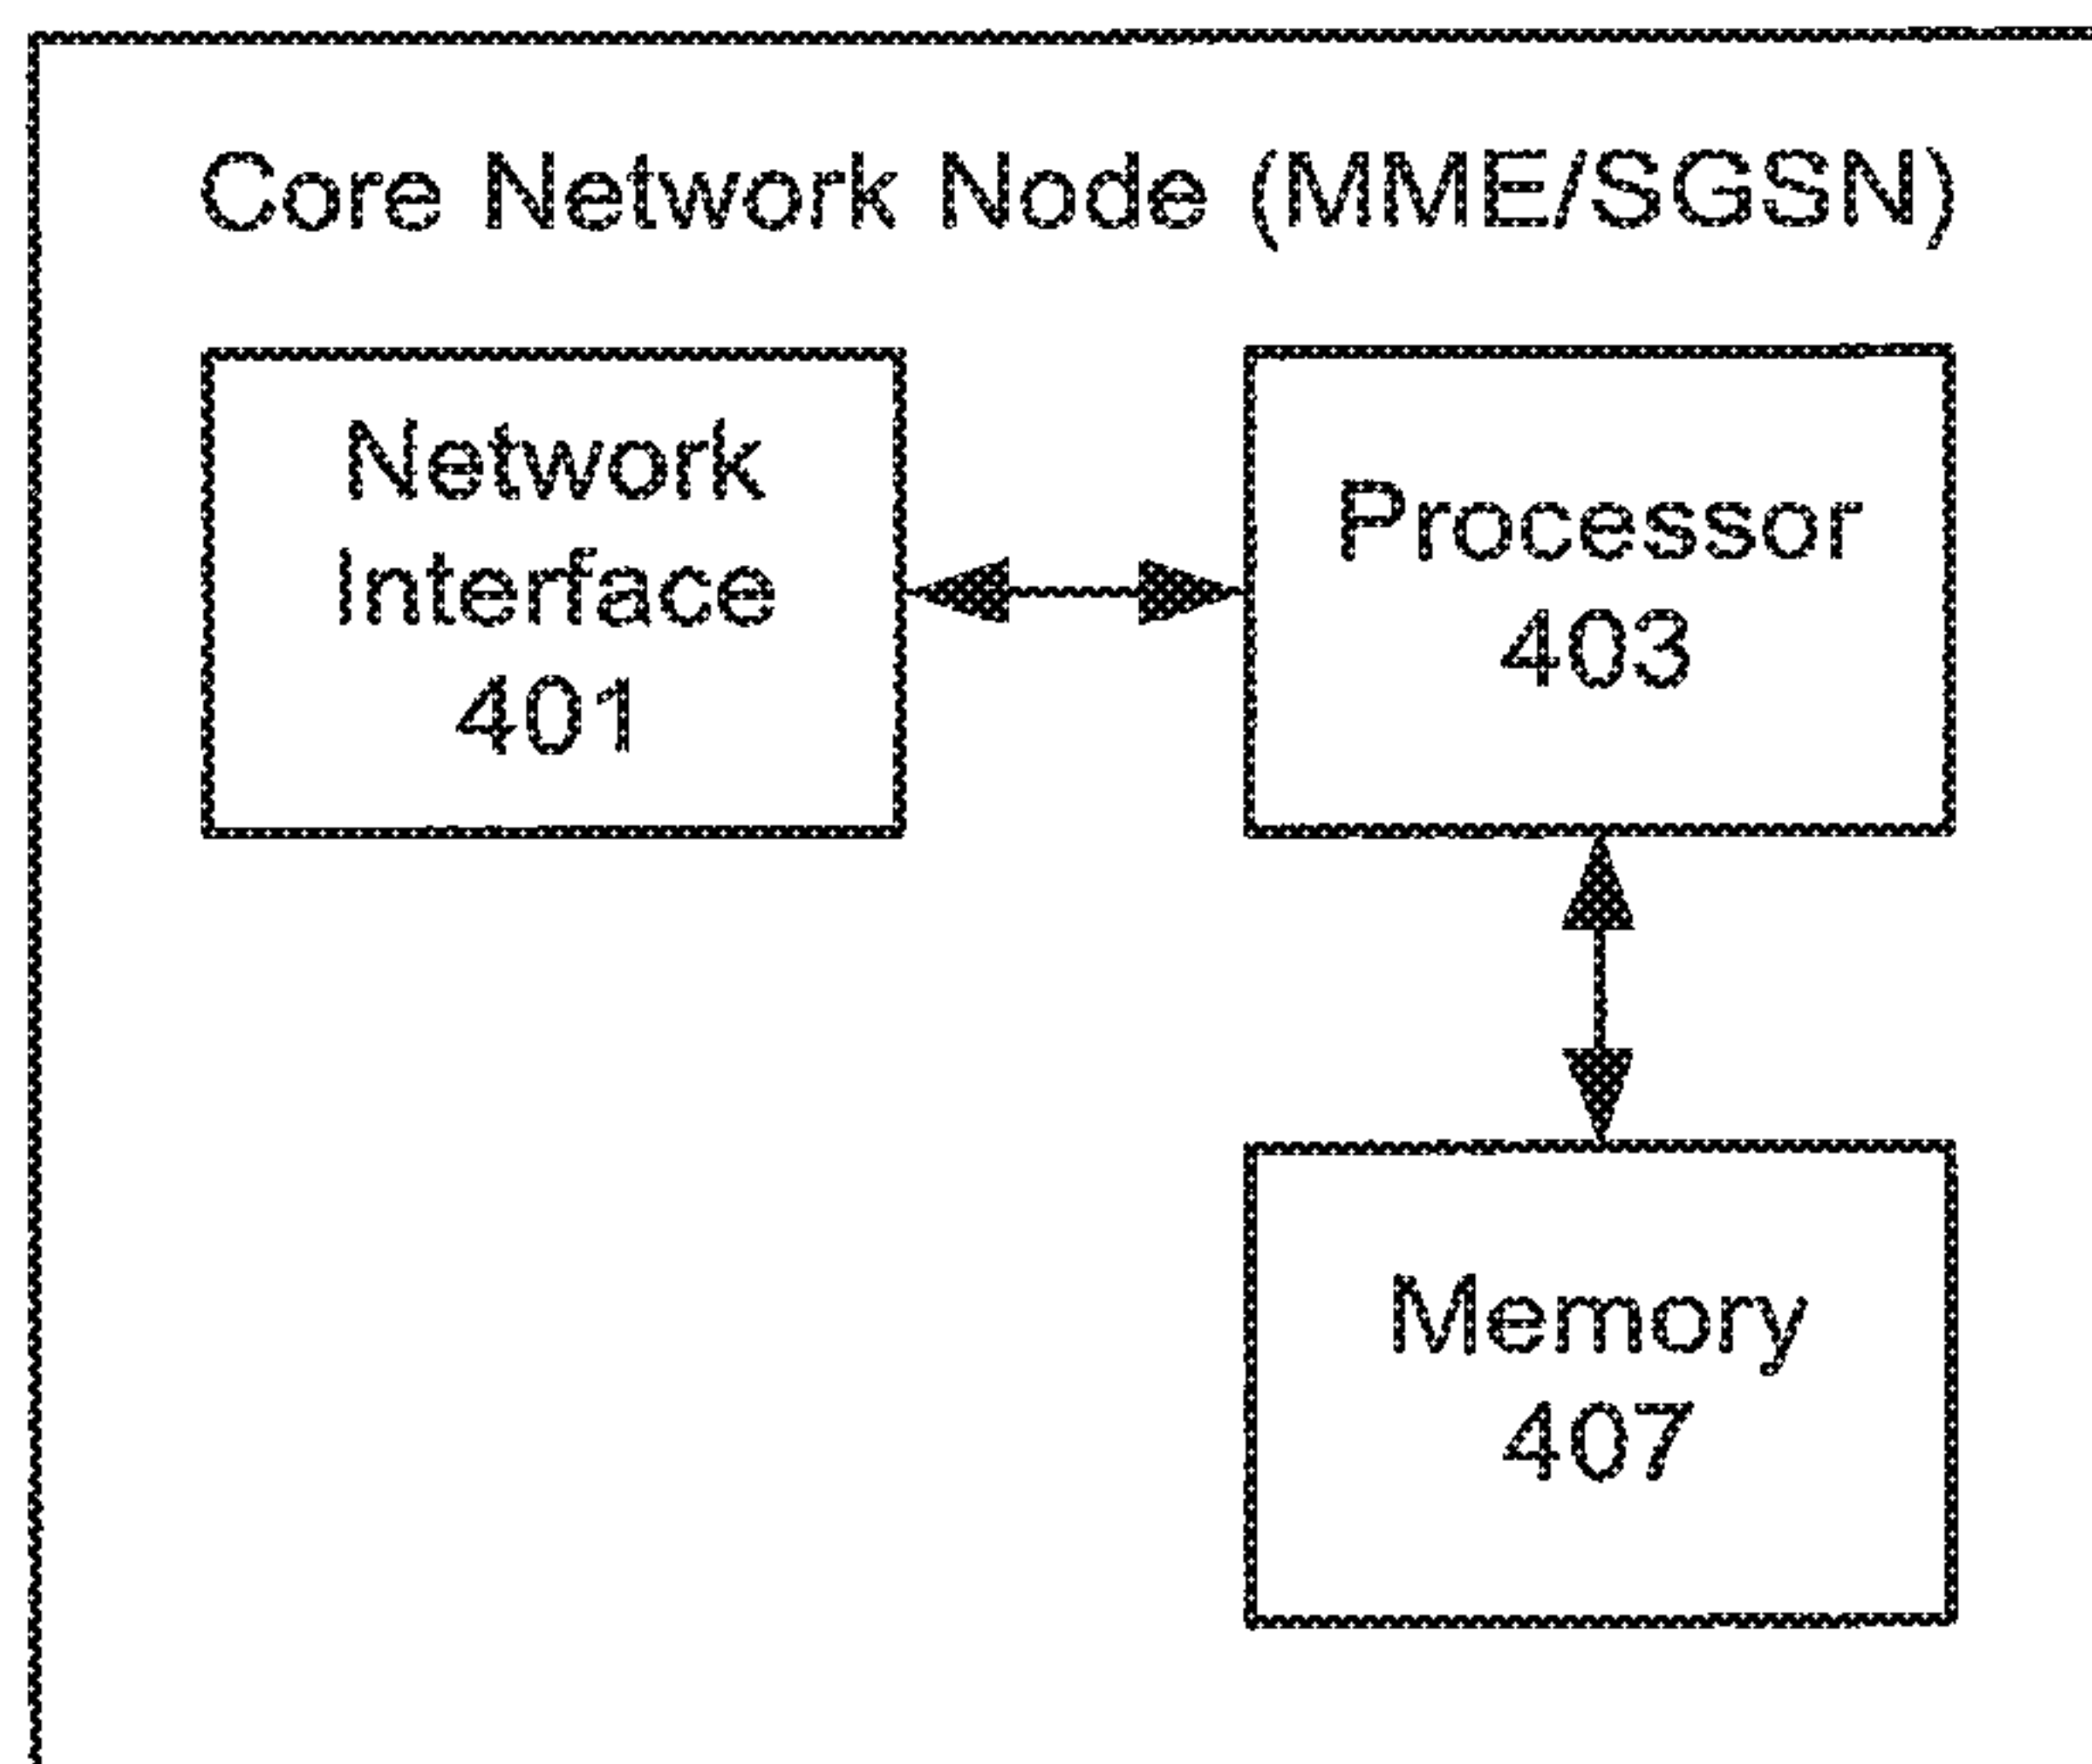 Core Network Node (MME/SGSN)
Network
Interface
401
Processor
403
Memory
407